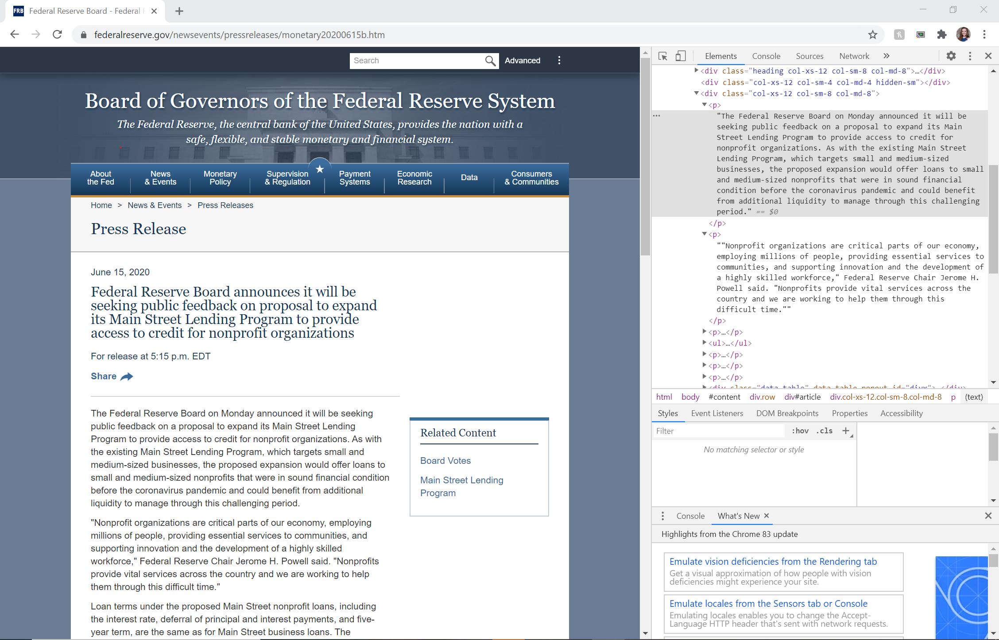 FRB Federal Reserve Board - Federal
federalreserve.gov/newsevents/pressreleases/monetary20200615b.htm
Search
Advanced
Board of Governors of the Federal Reserve System
The Federal Reserve, the central bank of the United States, provides the nation with a
safe, flexible, and stable monetary and financial system.
About
the Fed
News
& Events
Monetary
Policy
Supervision
& Regulation
Payment
Systems
Economic
Research
Data
Consumers
& Communities
Home > News & Events > Press Releases
Press Release
June 15, 2020
Federal Reserve Board announces it will be
seeking public feedback on proposal to expand
its Main Street Lending Program to provide
access to credit for nonprofit organizations
For release at 5:15 p.m. EDT
Share
The Federal Reserve Board on Monday announced it will be seeking
public feedback on a proposal to expand its Main Street Lending
Program to provide access to credit for nonprofit organizations. As with
the existing Main Street Lending Program, which targets small and
medium-sized businesses, the proposed expansion would offer loans to
small and medium-sized nonprofits that were in sound financial condition
before the coronavirus pandemic and could benefit from additional
liquidity to manage through this challenging period.
"Nonprofit organizations are critical parts of our economy, employing
millions of people, providing essential services to communities, and
supporting innovation and the development of a highly skilled
workforce," Federal Reserve Chair Jerome H. Powell said. "Nonprofits
provide vital services across the country and we are working to help
them through this difficult time."
Loan terms under the proposed Main Street nonprofit loans, including
the interest rate, deferral of principal and interest payments, and five-
year term, are the same as for Main Street business loans. The
Related Content
Board Votes
Main Street Lending
Program
Elements Console Sources Network »
<div class="heading col-xs-12 col-sm-8 col-md-8">…</div>
<div class="col-xs-12 col-sm-4 col-md-4 hidden-sm"></div>
<div class="col-xs-12 col-sm-8 col-md-8">
<p>
"The Federal Reserve Board on Monday announced it will be
seeking public feedback on a proposal to expand its Main
Street Lending Program to provide access to credit for
nonprofit organizations. As with the existing Main Street
Lending Program, which targets small and medium-sized
businesses, the proposed expansion would offer loans to small
and medium-sized nonprofits that were in sound financial
condition before the coronavirus pandemic and could benefit
from additional liquidity to manage through this challenging
period." == $0
</p>
<p>
""Nonprofit organizations are critical parts of our economy,
employing millions of people, providing essential services to
communities, and supporting innovation and the development of
a highly skilled workforce," Federal Reserve Chair Jerome H.
Powell said. "Nonprofits provide vital services across the
country and we are working to help them through this
difficult time.""
</p>
<p>…</p>
<ul>…</ul>
<p>…</p>
<p>…</p>
<p>…</p>
<div class="data-table" data-table-popout-id="divx">…</div>
html body #content div.row div#article div.col-xs-12.col-sm-8.col-md-8 p (text)
Styles Event Listeners DOM Breakpoints Properties Accessibility
Filter :hov .cls +
No matching selector or style
Console What's New
Highlights from the Chrome 83 update
Emulate vision deficiencies from the Rendering tab
Get a visual approximation of how people with vision
deficiencies might experience your site.
Emulate locales from the Sensors tab or Console
Emulating locales enables you to change the Accept-
Language HTTP header that's sent with network requests.